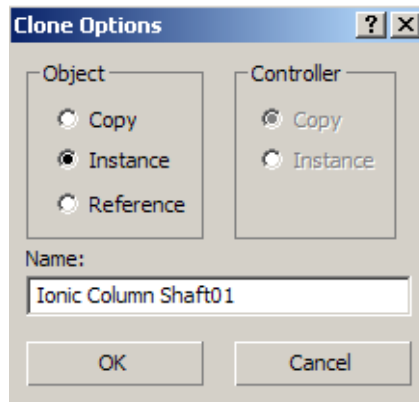 Clone Options
Object
Copy
Instance
Reference
Controller
Copy
Instance
Name:
Ionic Column Shaft01
OK
Cancel